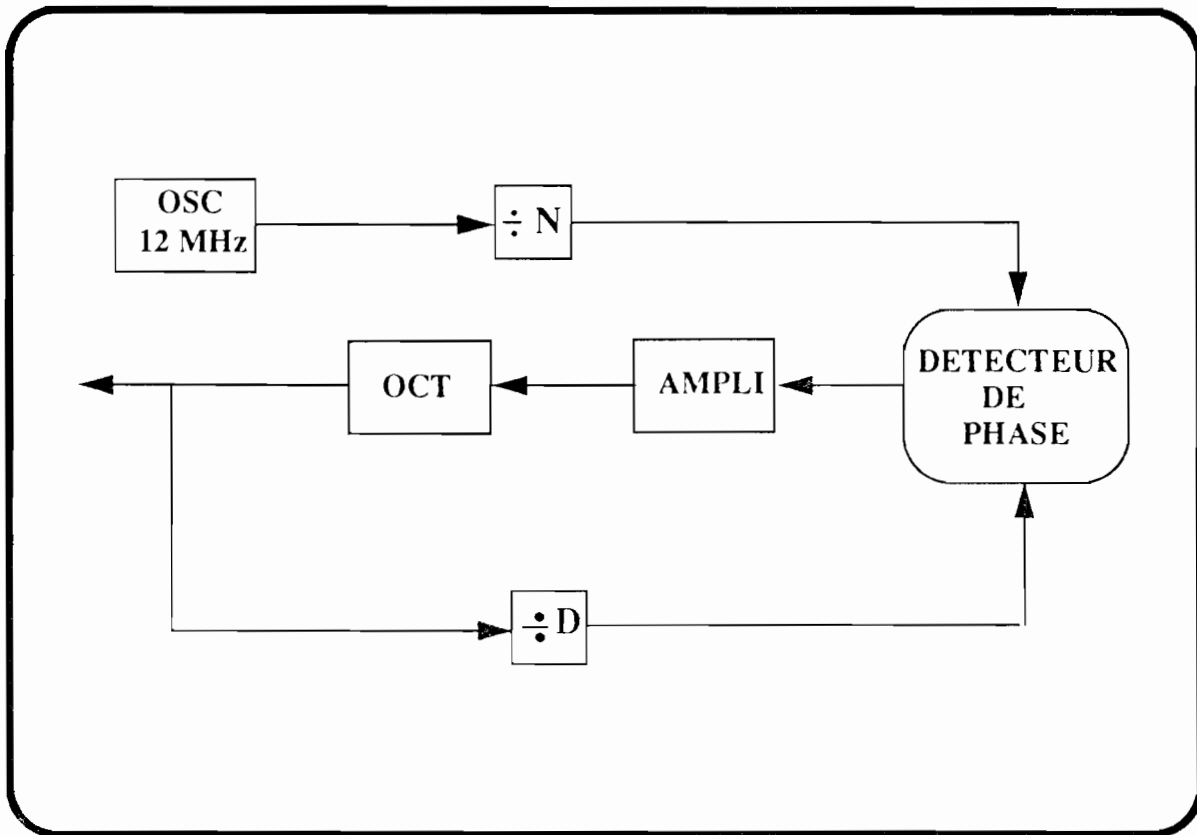 OSC
12 MHz
÷ N
DETECTEUR
DE
PHASE
AMPLI
OCT
÷ D